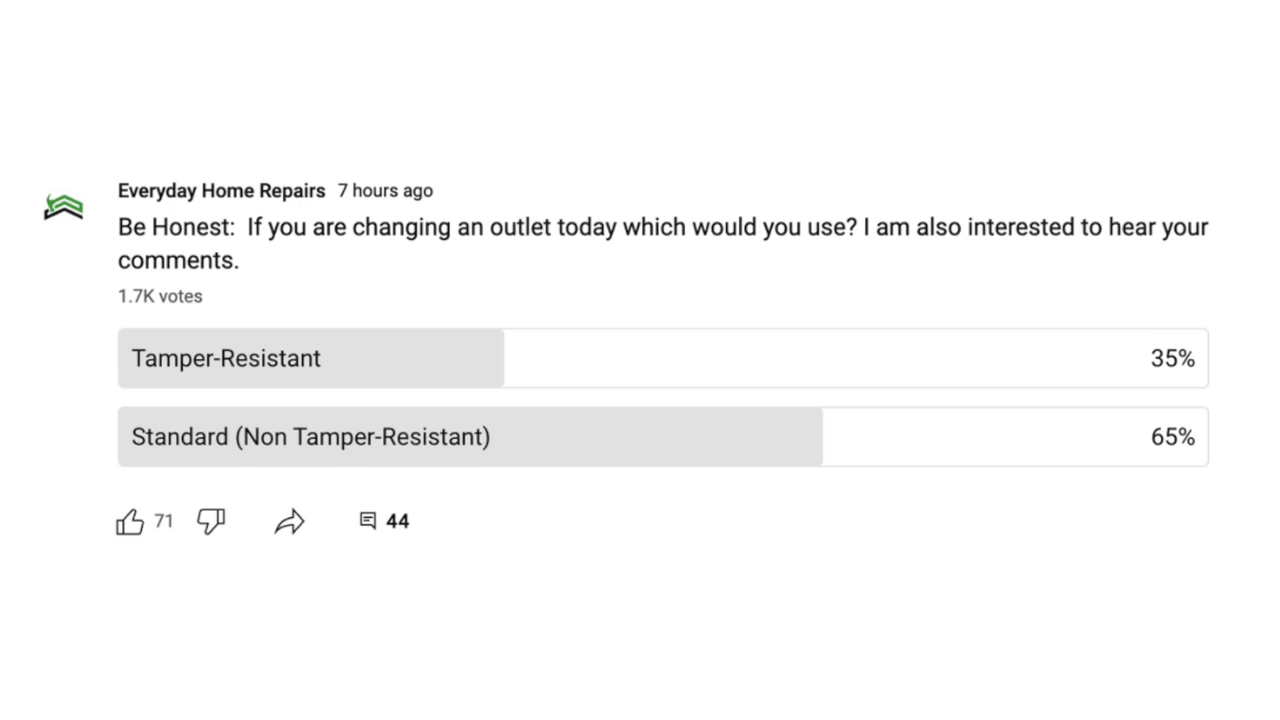 Everyday Home Repairs 7 hours ago
Be Honest:  If you are changing an outlet today which would you use? I am also interested to hear your
comments.
1.7K votes
Tamper-Resistant 35%
Standard (Non Tamper-Resistant) 65%
71 44